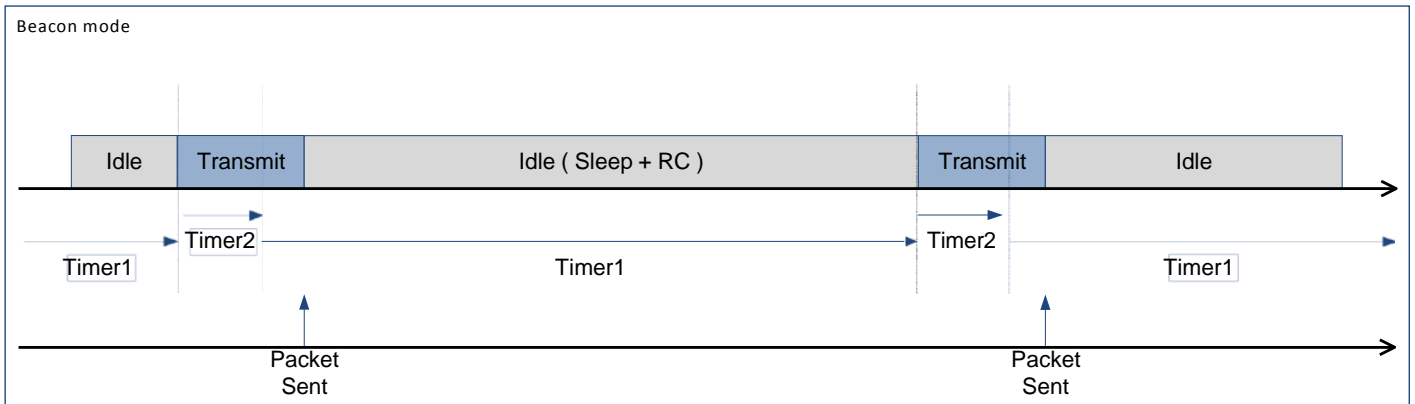 Beacon mode
Idle
Transmit
Idle ( Sleep + RC )
Transmit
Idle
Timer2
Timer2
Timer1
Timer1
Timer1
Packet
Sent
Packet
Sent